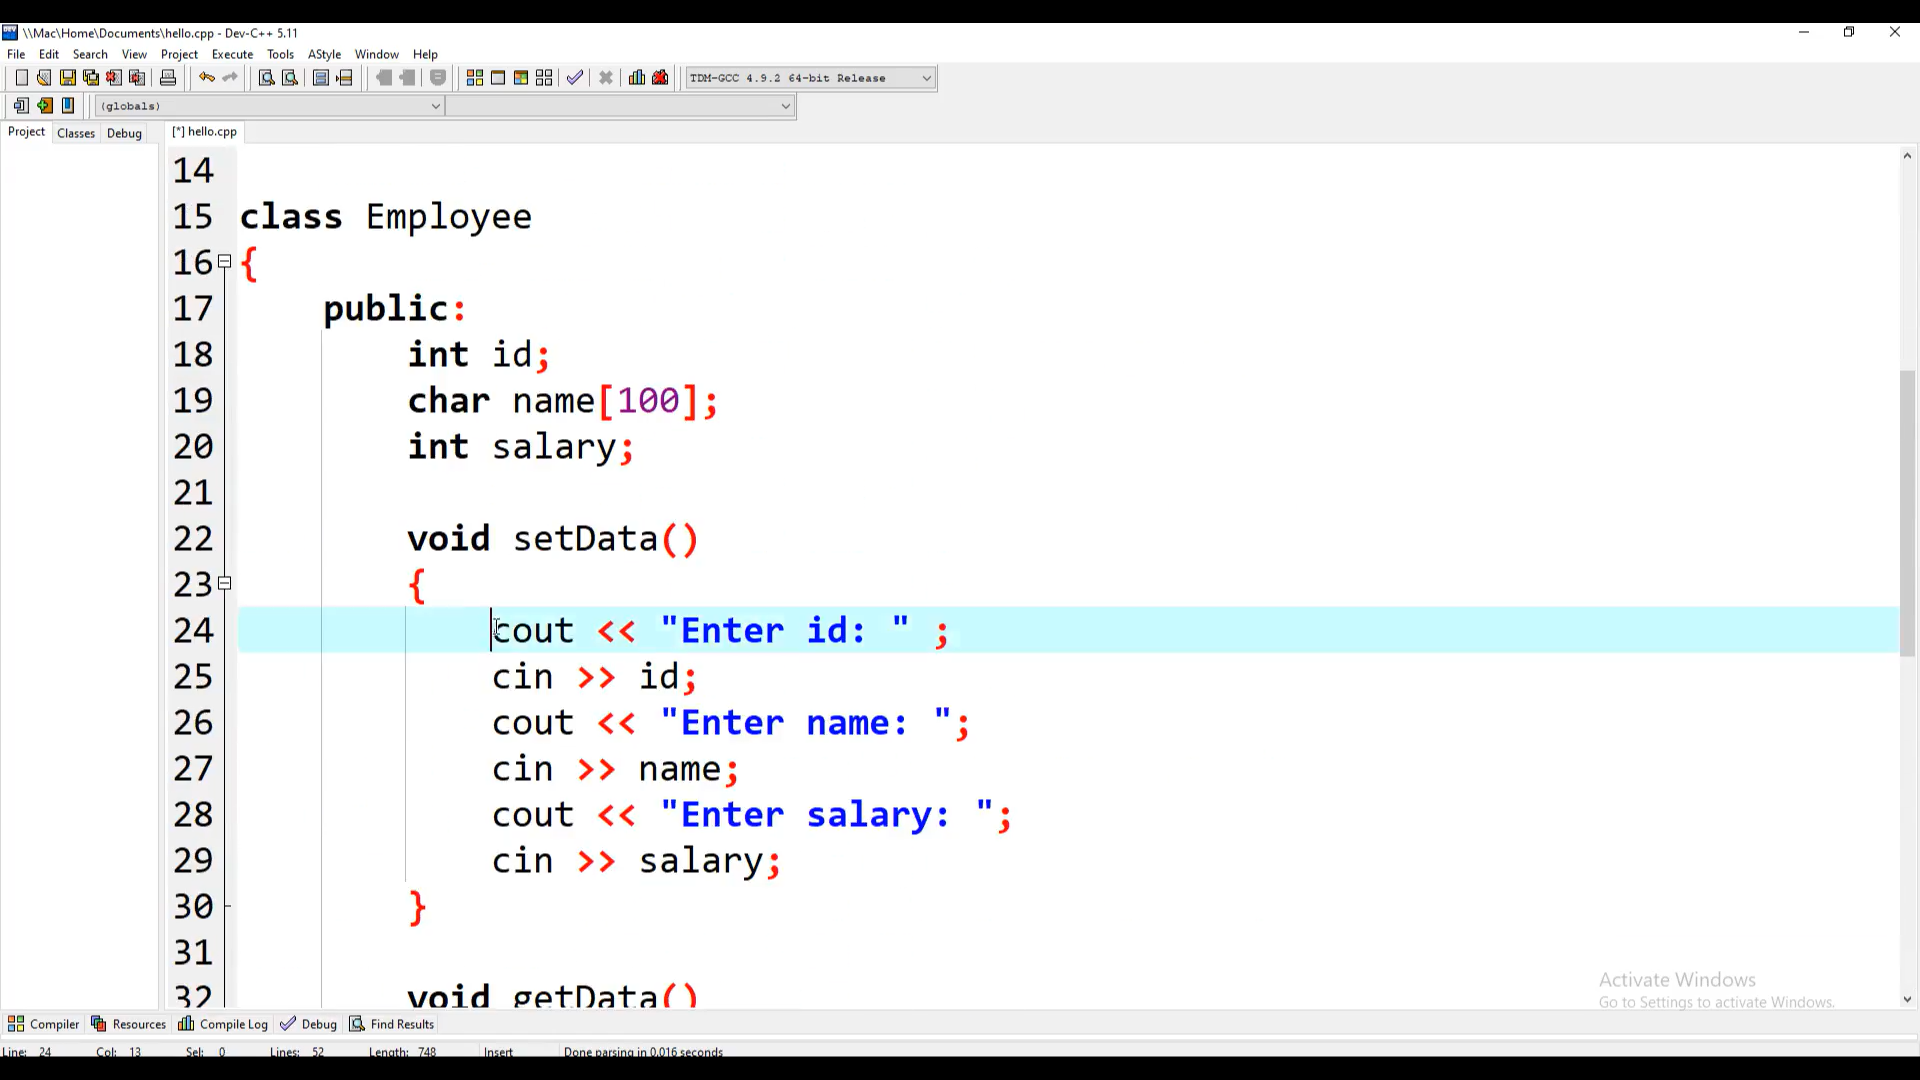 \\Mac\Home\Documents\hello.cpp - Dev-C++ 5.11
File Edit Search View Project Execute Tools AStyle Window Help
TDM-GCC 4.9.2 64-bit Release
(globals)
Project Classes Debug [*] hello.cpp
14
15 class Employee
16 {
17 public:
18 int id;
19 char name[100];
20 int salary;
21
22 void setData()
23 {
24 cout << "Enter id: " ;
25 cin >> id;
26 cout << "Enter name: ";
27 cin >> name;
28 cout << "Enter salary: ";
29 cin >> salary;
30 }
31
32 void getData()
Activate Windows
Go to Settings to activate Windows.
Compiler Resources Compile Log Debug Find Results
Line: 24 Col: 13 Sel: 0 Lines: 52 Length: 748 Insert Done parsing in 0.016 seconds